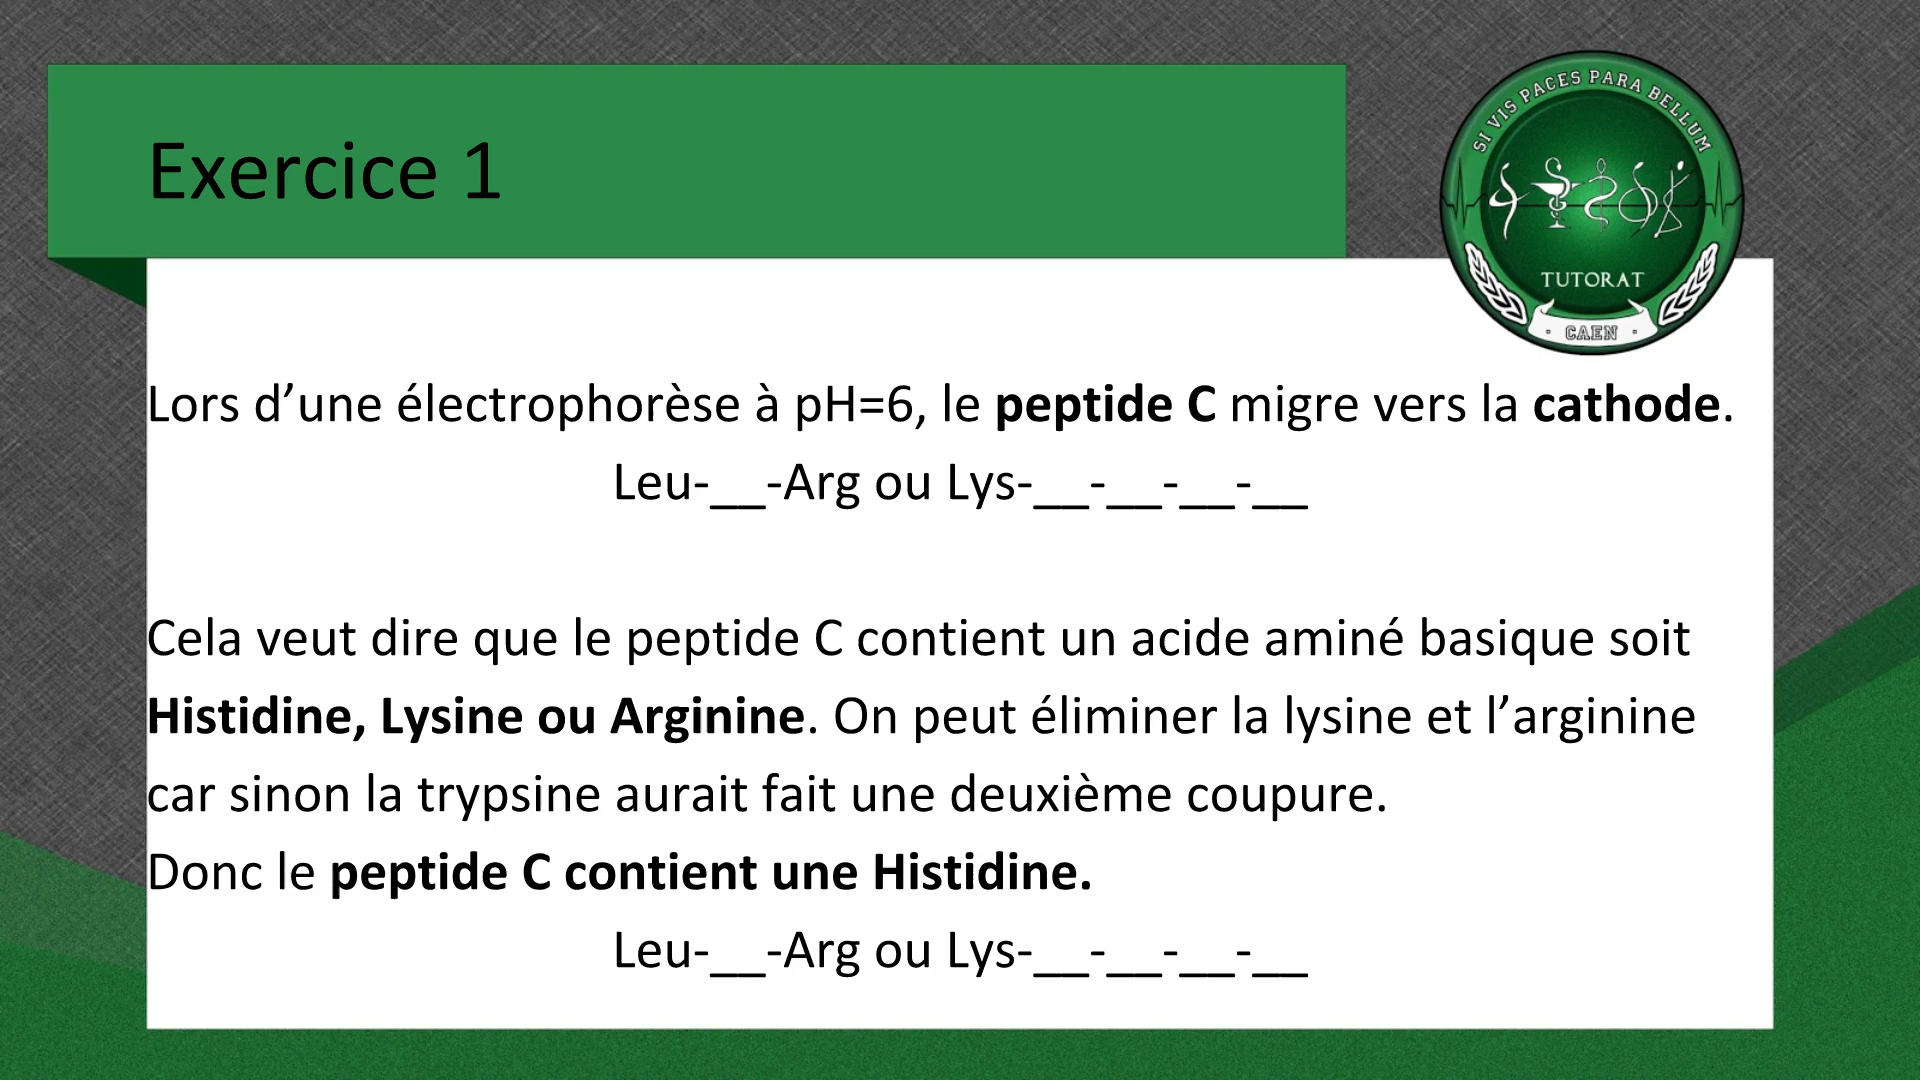 Exercice 1
SI VIS PACES PARA BELLUM
TUTORAT
· CAEN ·
Lors d’une électrophorèse à pH=6, le peptide C migre vers la cathode.
Leu-__-Arg ou Lys-__-__-__-__
Cela veut dire que le peptide C contient un acide aminé basique soit
Histidine, Lysine ou Arginine. On peut éliminer la lysine et l’arginine
car sinon la trypsine aurait fait une deuxième coupure.
Donc le peptide C contient une Histidine.
Leu-__-Arg ou Lys-__-__-__-__